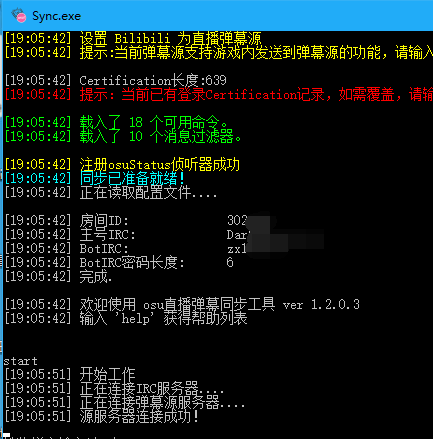 Sync.exe
[19:05:42] 设置 Bilibili 为直播弹幕源
[19:05:42] 提示:当前弹幕源支持游戏内发送到弹幕源的功能，请输入
[19:05:42] Certification长度:639
[19:05:42] 提示：当前已有登录Certification记录，如需覆盖，请输
[19:05:42] 载入了 18 个可用命令。
[19:05:42] 载入了 10 个消息过滤器。
[19:05:42] 注册osuStatus侦听器成功
[19:05:42] 同步已准备就绪！
[19:05:42] 正在读取配置文件....
[19:05:42] 房间ID: 302
[19:05:42] 主号IRC: Dar
[19:05:42] BotIRC: zx1
[19:05:42] BotIRC密码长度: 6
[19:05:42] 完成.
[19:05:42] 欢迎使用 osu直播弹幕同步工具 ver 1.2.0.3
[19:05:42] 输入 'help' 获得帮助列表
start
[19:05:51] 开始工作
[19:05:51] 正在连接IRC服务器....
[19:05:51] 正在连接弹幕源服务器....
[19:05:51] 源服务器连接成功！